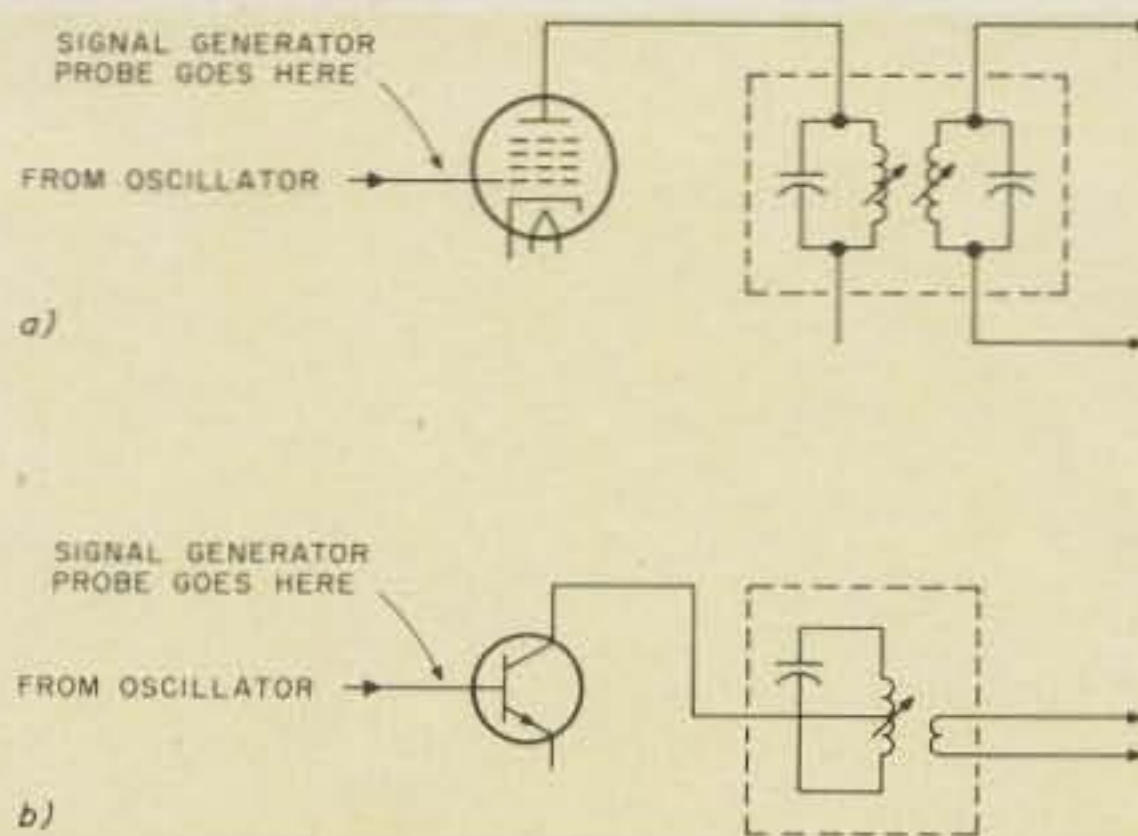 SIGNAL GENERATOR
PROBE GOES HERE
FROM OSCILLATOR
a)
SIGNAL GENERATOR
PROBE GOES HERE
FROM OSCILLATOR
b)